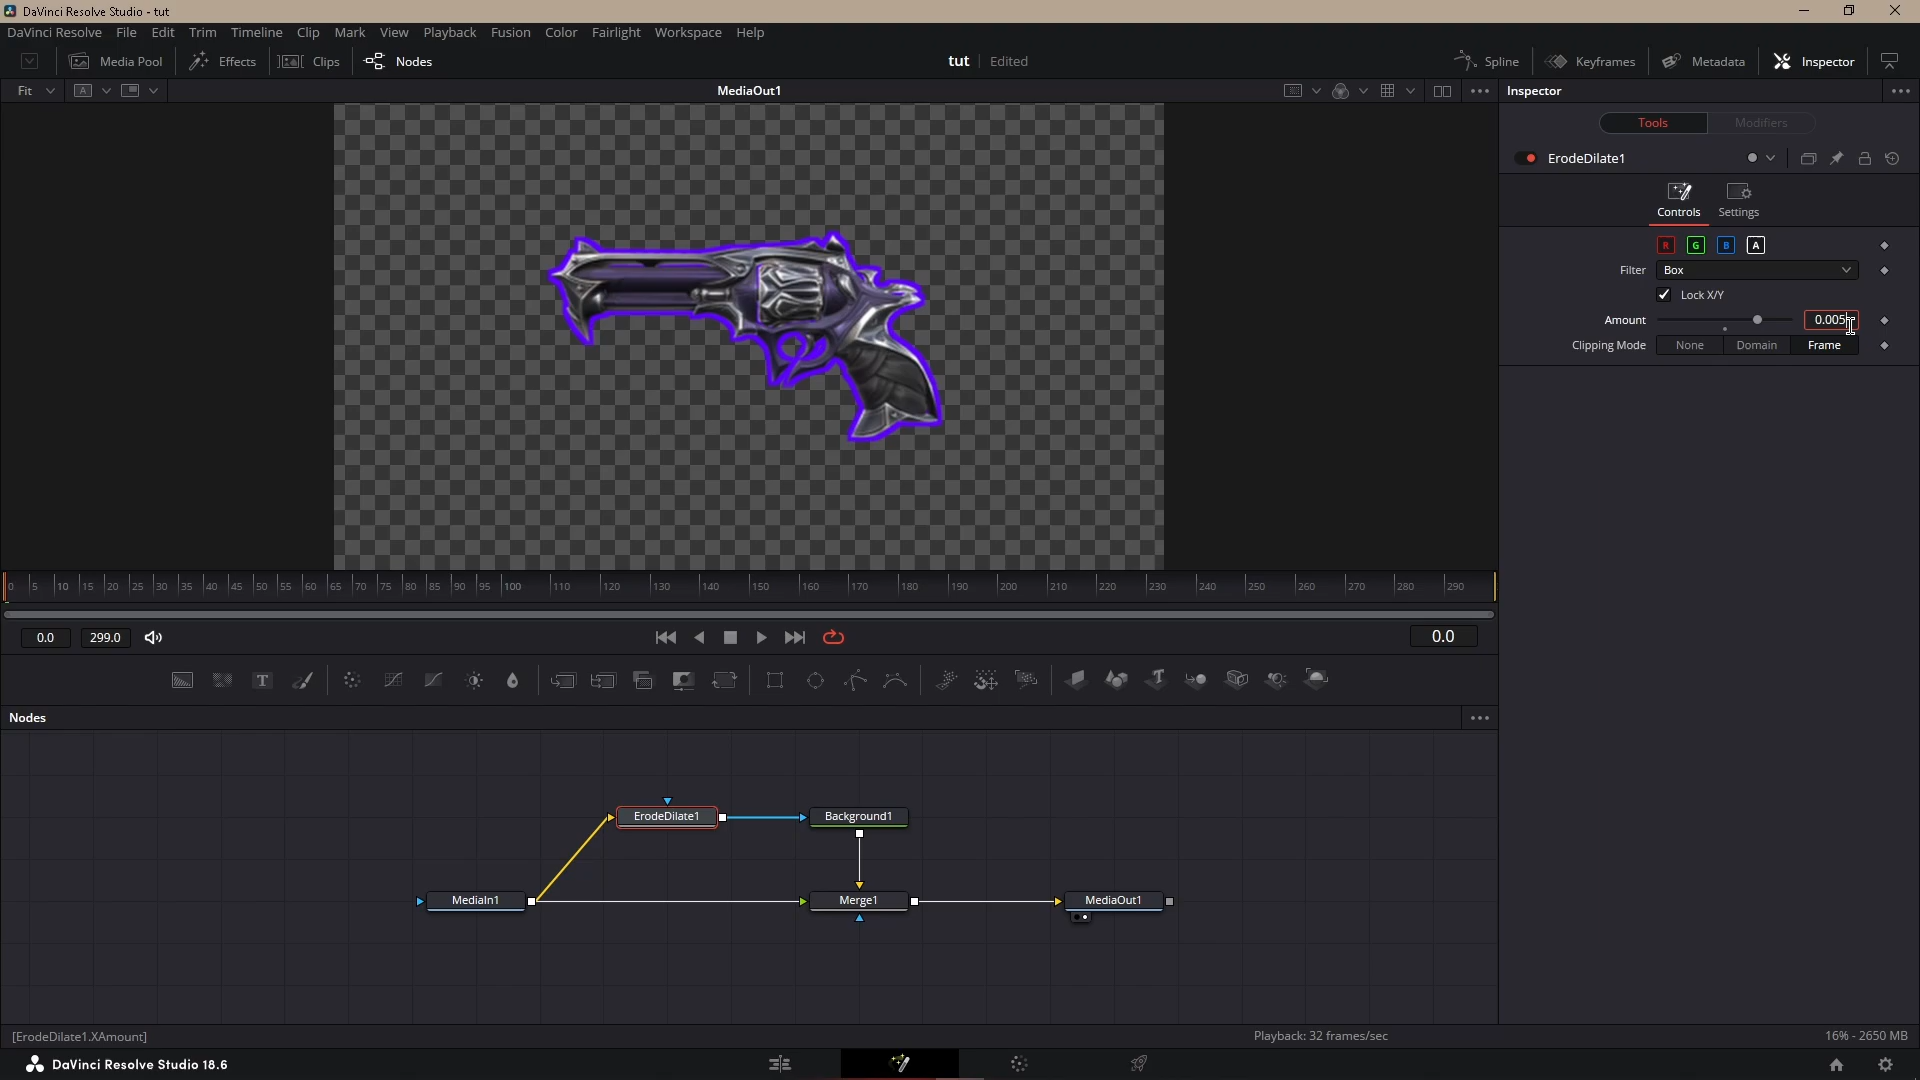 DaVinci Resolve Studio - tut
DaVinci Resolve File Edit Trim Timeline Clip Mark View Playback Fusion Color Fairlight Workspace Help
Media Pool Effects Clips Nodes tut Edited Spline Keyframes Metadata Inspector
Fit A MediaOut1 Inspector
Tools Modifiers
ErodeDilate1
Controls Settings
R G B A
Filter Box
Lock X/Y
Amount 0.005
Clipping Mode None Domain Frame
0 5 10 15 20 25 30 35 40 45 50 55 60 65 70 75 80 85 90 95 100 110 120 130 140 150 160 170 180 190 200 210 220 230 240 250 260 270 280 290
0.0 299.0 0.0
T T
Nodes
ErodeDilate1 Background1
MediaIn1 Merge1 MediaOut1
[ErodeDilate1.XAmount] Playback: 32 frames/sec 16% - 2650 MB
DaVinci Resolve Studio 18.6